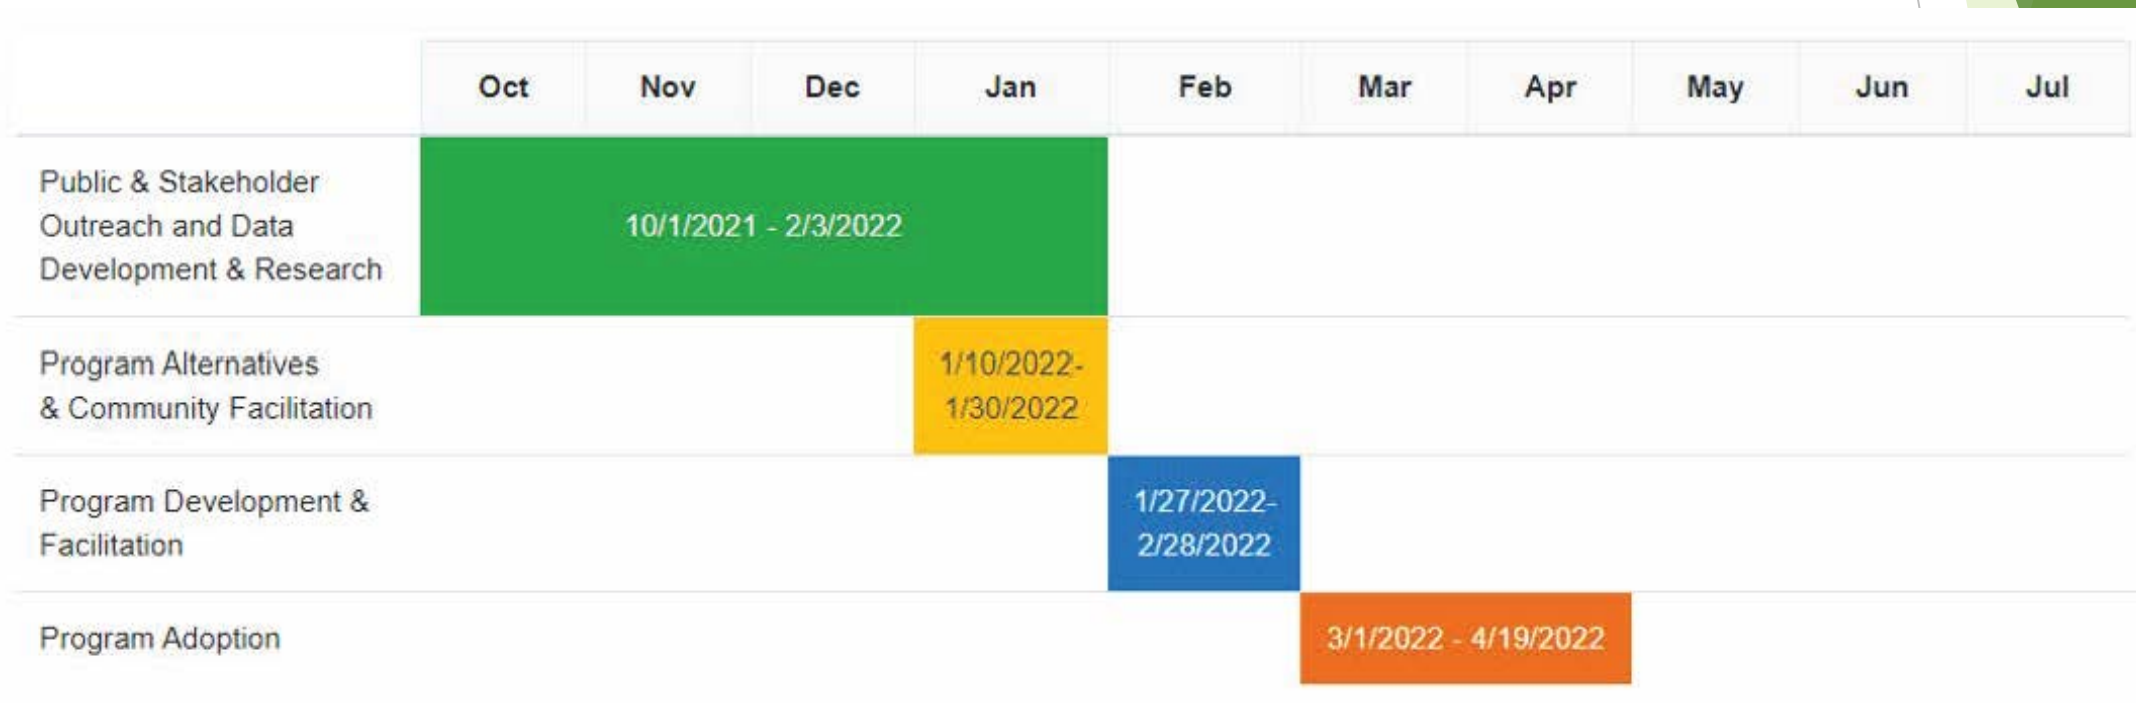 Oct Nov Dec Jan Feb Mar Apr May Jun Jul
Public & Stakeholder
Outreach and Data
Development & Research
10/1/2021 - 2/3/2022
Program Alternatives
& Community Facilitation
1/10/2022-
1/30/2022
Program Development &
Facilitation
1/27/2022-
2/28/2022
Program Adoption
3/1/2022 - 4/19/2022